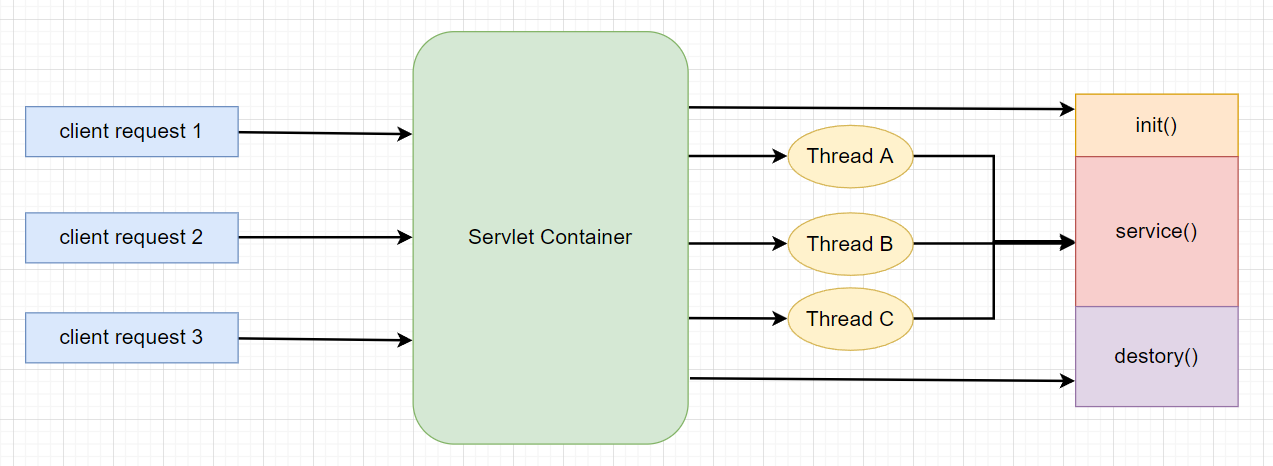 client request 1
client request 2
client request 3
Servlet Container
Thread A
Thread B
Thread C
init()
service()
destory()